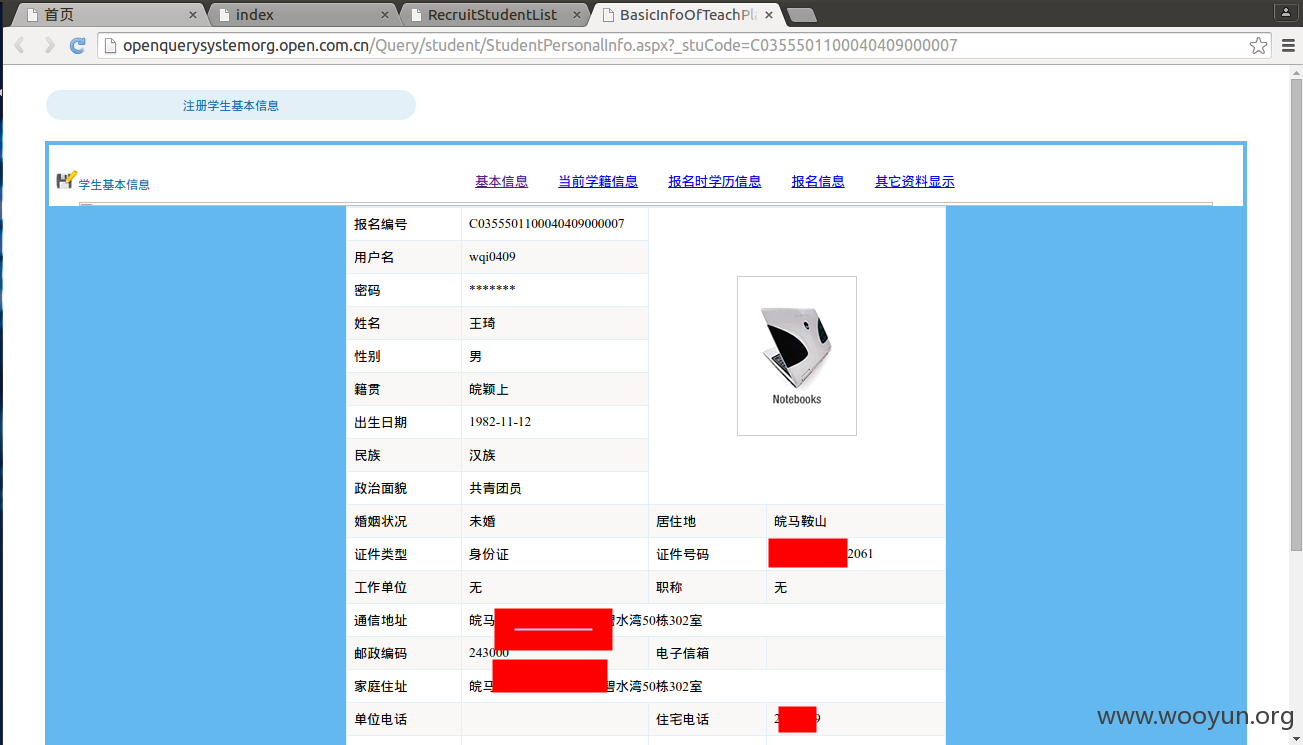 首页
index
RecruitStudentList
BasicInfoOfTeachPla
openquerysystemorg.open.com.cn/Query/student/StudentPersonalInfo.aspx?_stuCode=C0355501100040409000007
注册学生基本信息
学生基本信息 基本信息 当前学籍信息 报名时学历信息 报名信息 其它资料显示
报名编号 C0355501100040409000007
用户名 wqi0409
密码 *******
姓名 王琦
性别 男
籍贯 皖颖上
出生日期 1982-11-12
民族 汉族
政治面貌 共青团员
Notebooks
婚姻状况 未婚 居住地 皖马鞍山
证件类型 身份证 证件号码 2061
工作单位 无 职称 无
通信地址 皖马 水湾50栋302室
邮政编码 243000 电子信箱
家庭住址 皖马 碧水湾50栋302室
单位电话 住宅电话 2 9
www.wooyun.org